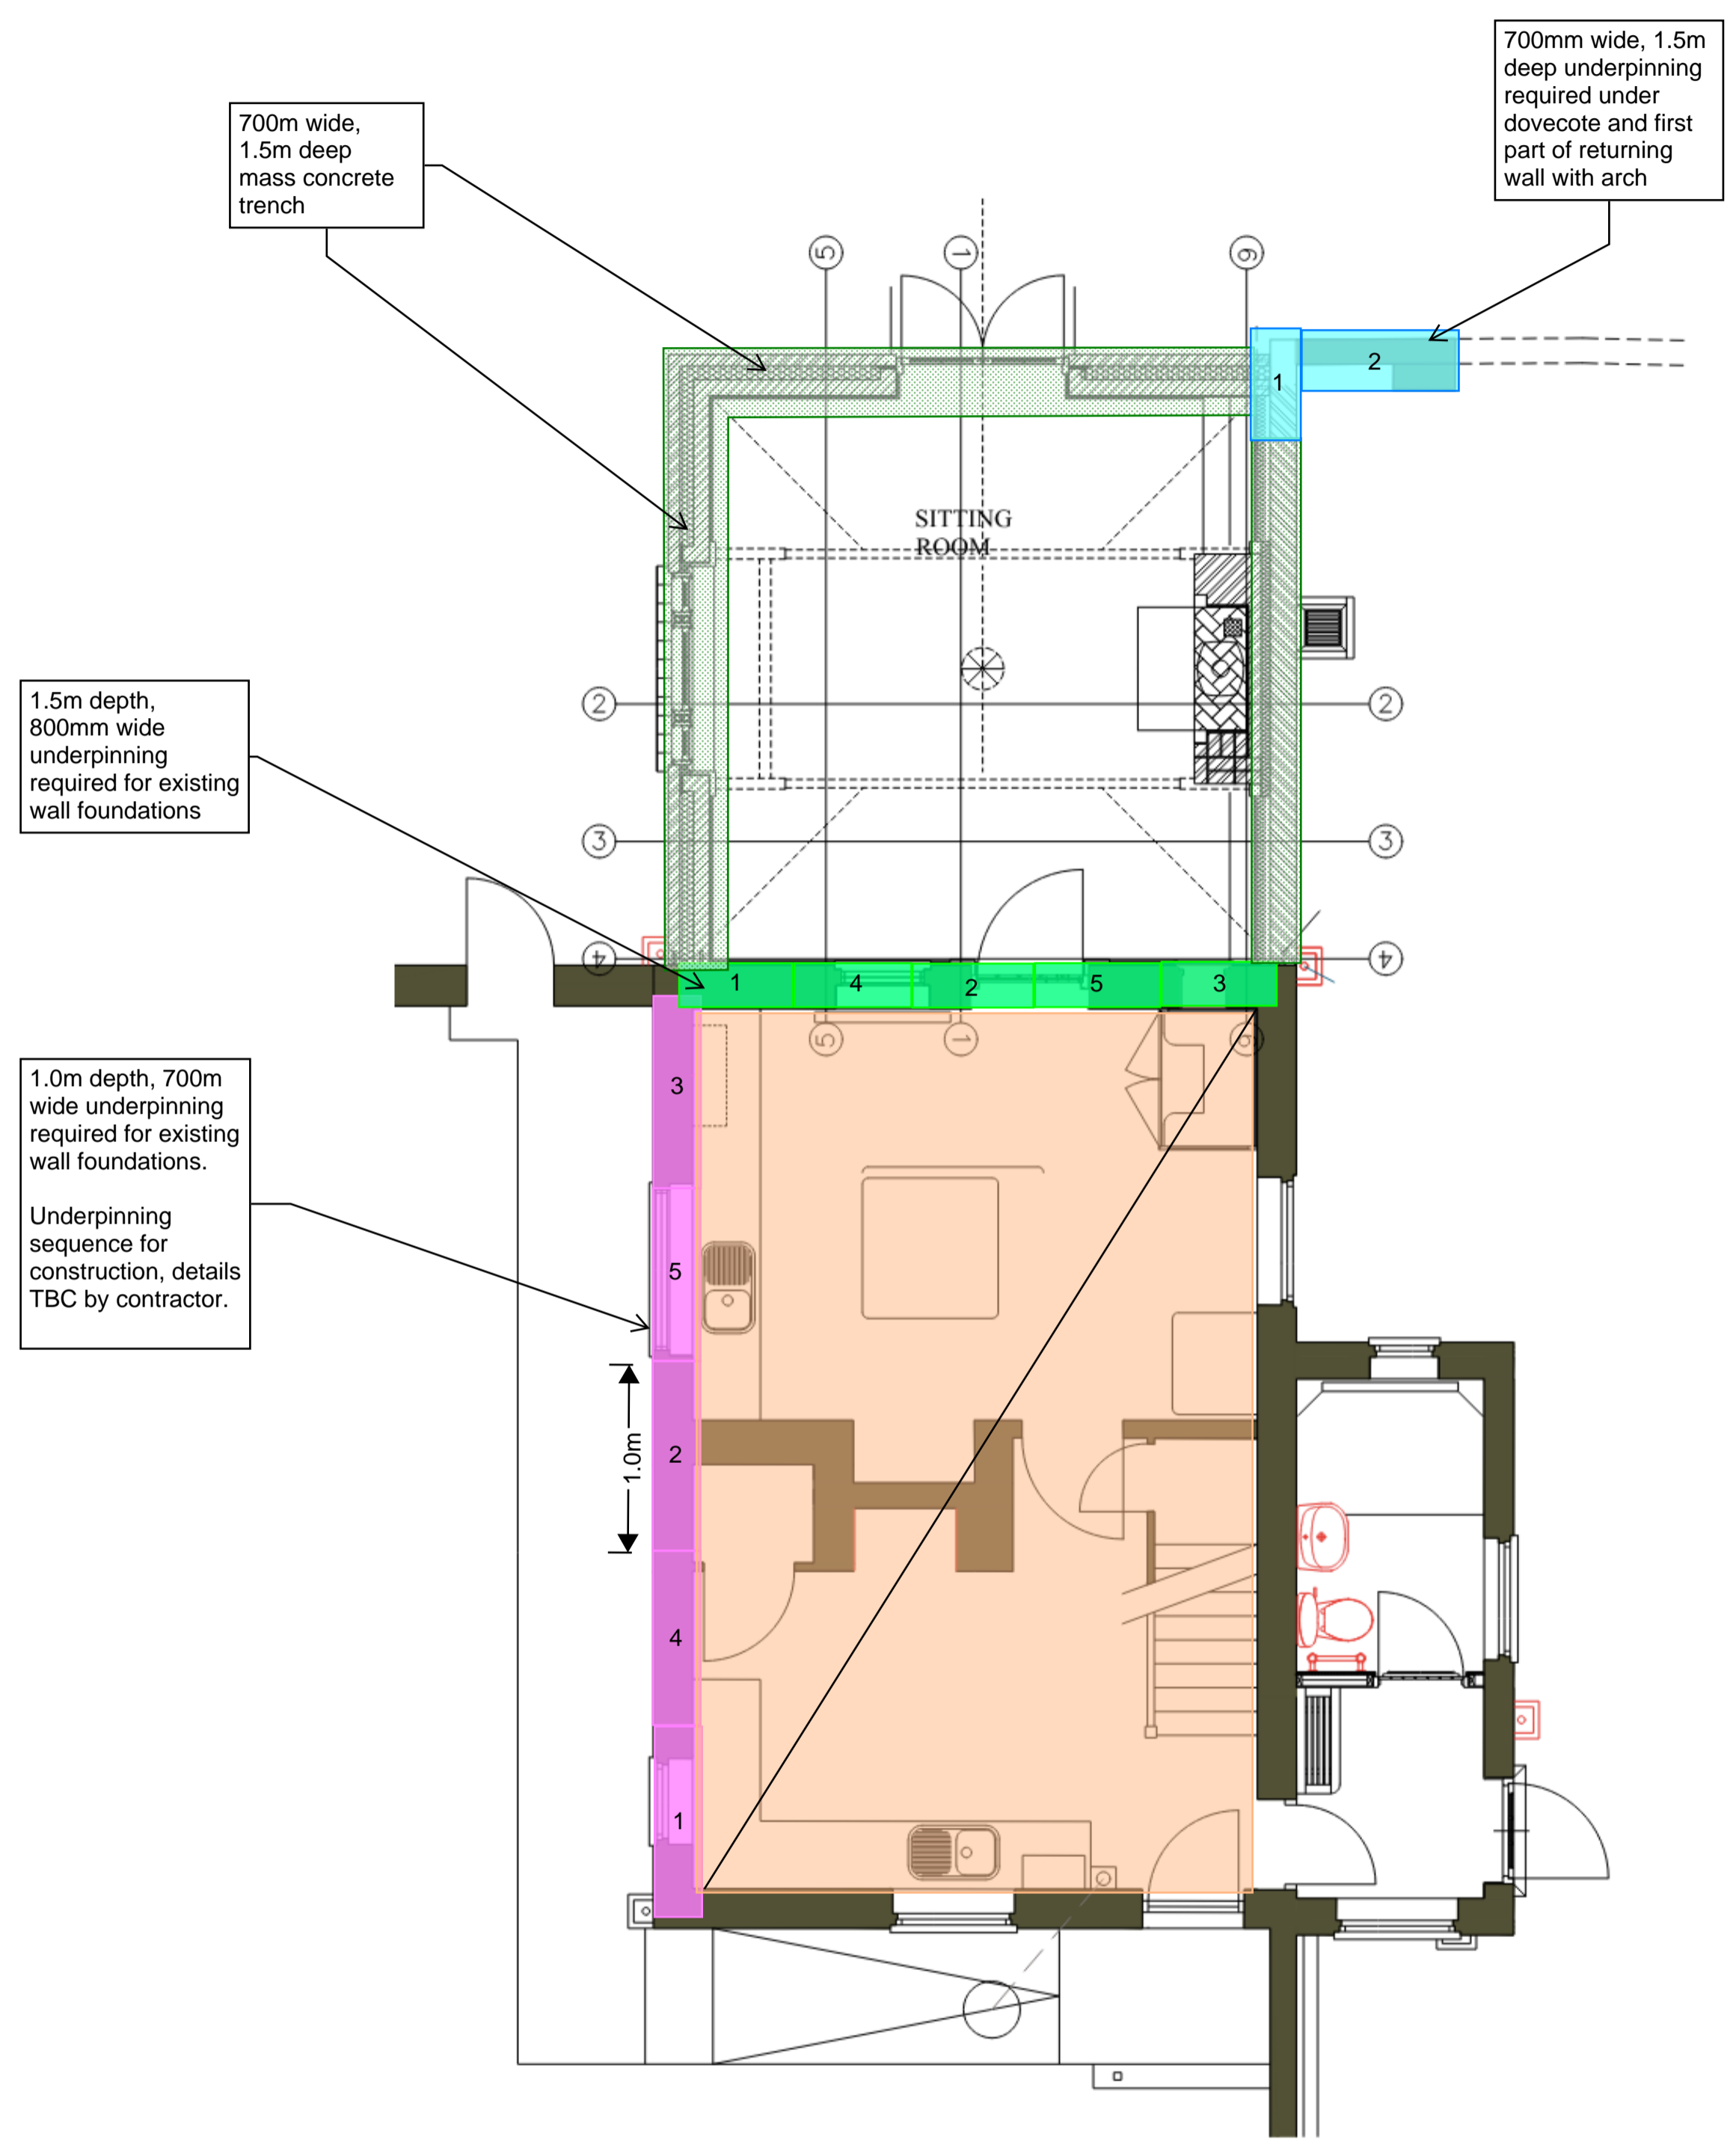 700mm wide, 1.5m
deep underpinning
required under
dovecote and first
part of returning
wall with arch
700m wide,
1.5m deep
mass concrete
trench
5
1
6
1
2
SITTING
ROOM
1.5m depth,
800mm wide
underpinning
required for existing
wall foundations
2
2
3
3
4
4
1
4
2
5
3
5
1
6
1.0m depth, 700m
wide underpinning
required for existing
wall foundations.
Underpinning
sequence for
construction, details
TBC by contractor.
3
5
2
1.0m
4
1